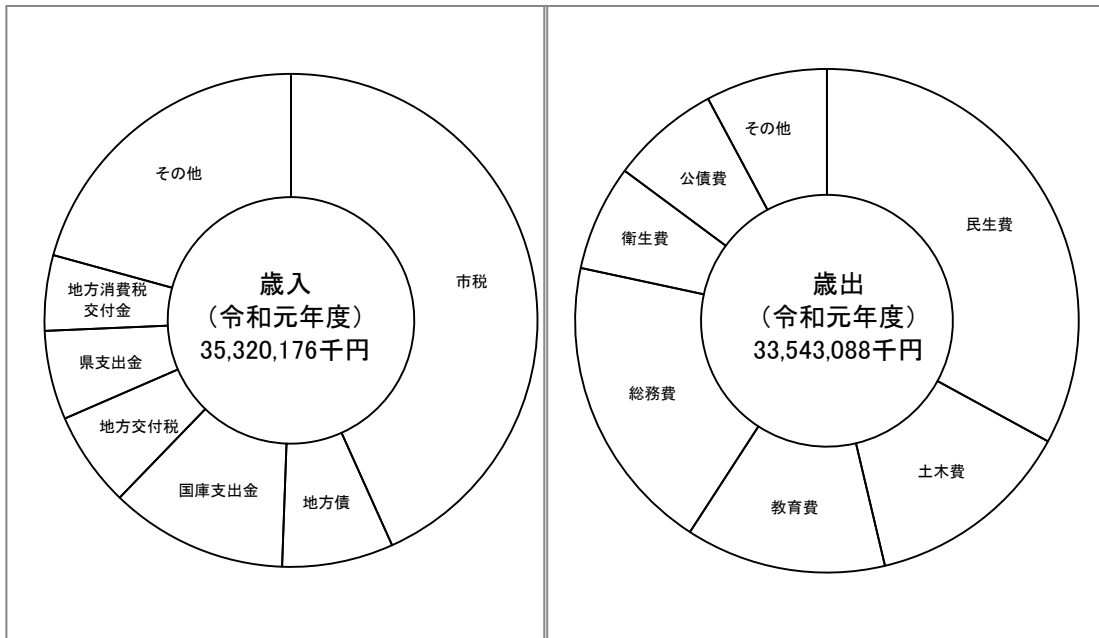 その他
市税
地方消費税
交付金
県支出金
地方交付税
国庫支出金
地方債
歳入
(令和元年度)
35,320,176千円
その他
公債費
民生費
衛生費
総務費
土木費
教育費
歳出
(令和元年度)
33,543,088千円